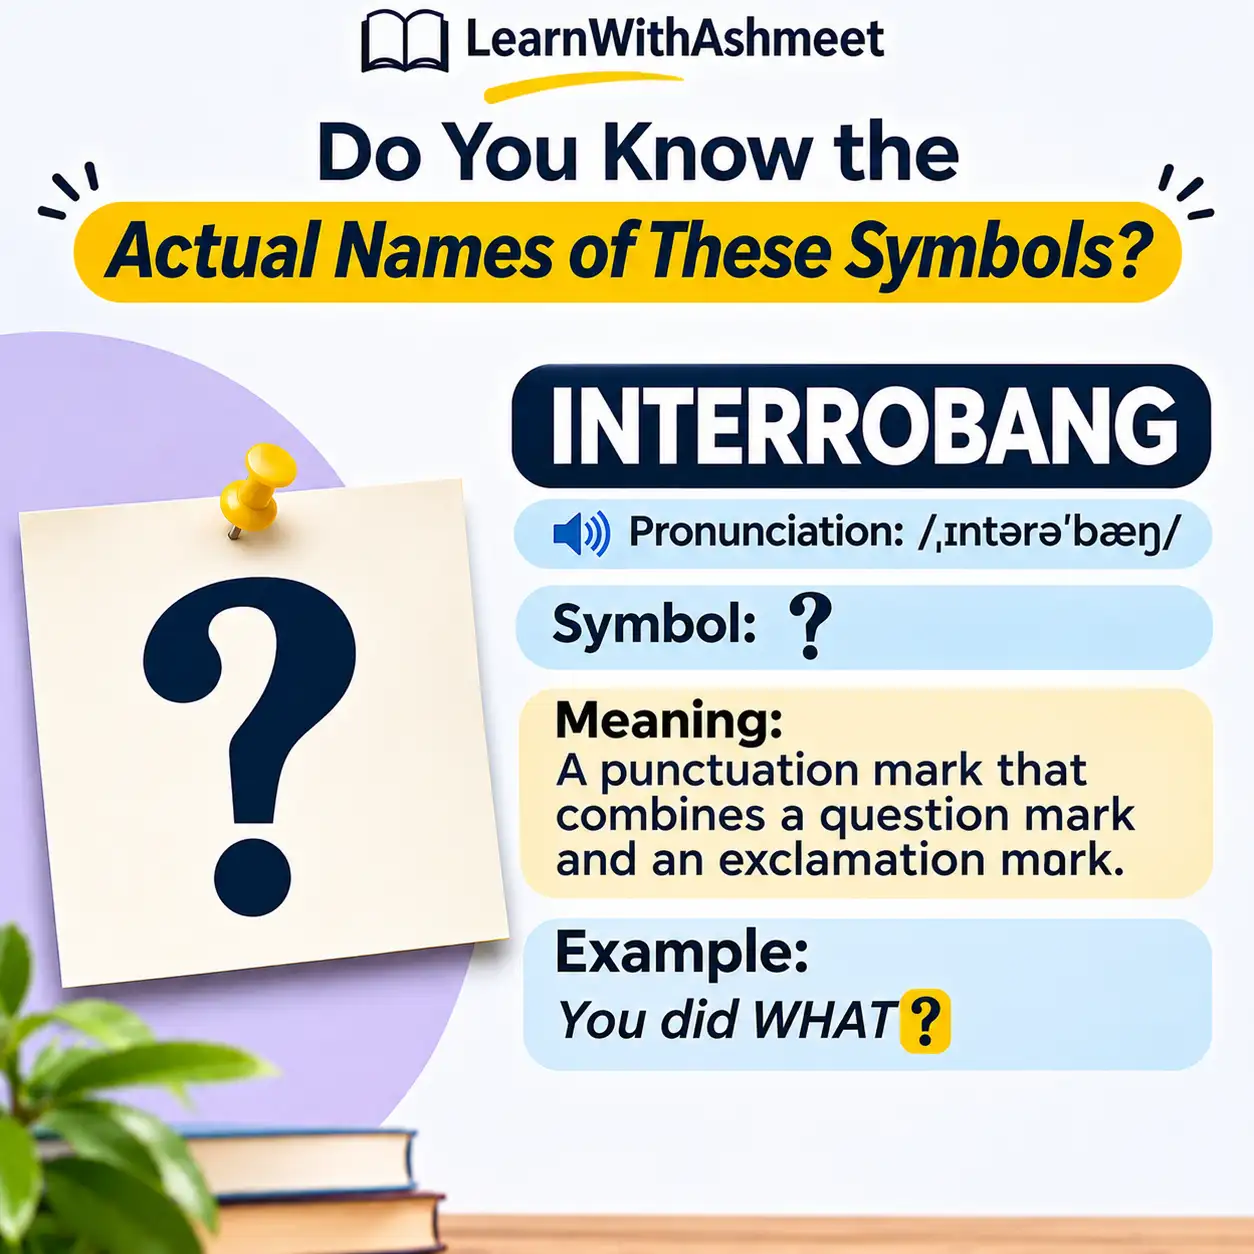 LearnWithAshmeet
Do You Know the
Actual Names of These Symbols?
INTERROBANG
Pronunciation: /ˌɪntərəˈbæŋ/
?
Symbol: ?
Meaning:
A punctuation mark that
combines a question mark
and an exclamation mark.
Example:
You did WHAT?